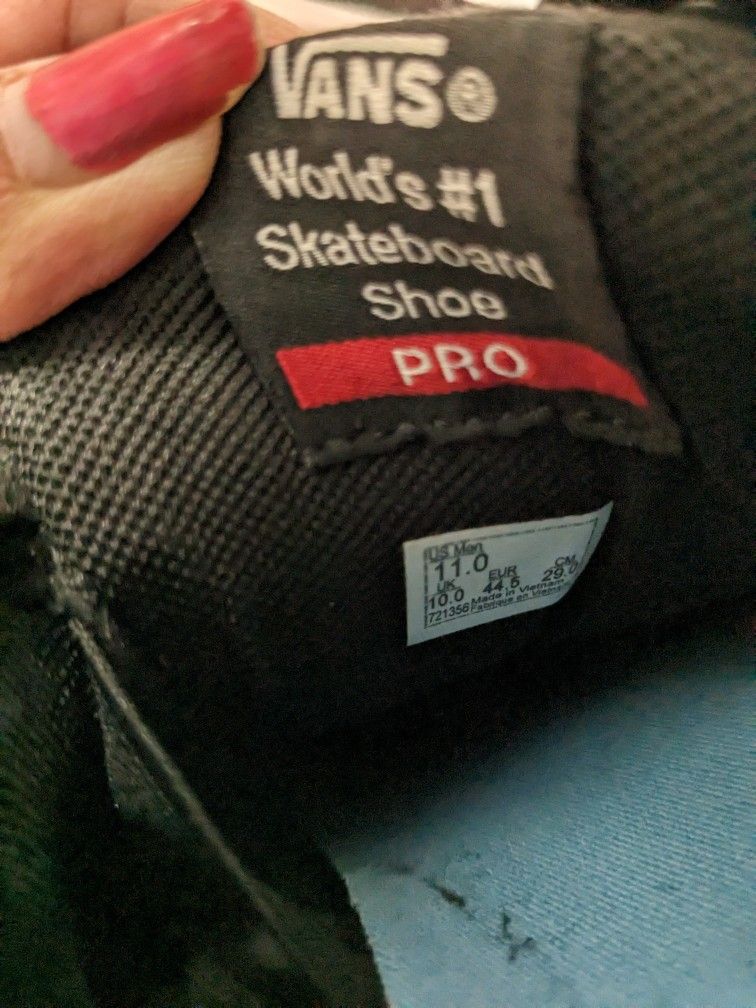 VANS®
World's #1
Skateboard
Shoe
PRO
US Men
11.0
UK EUR CM
10.0 44.5 29.0
721356 Made in Vietnam
Fabriqué en Vietnam